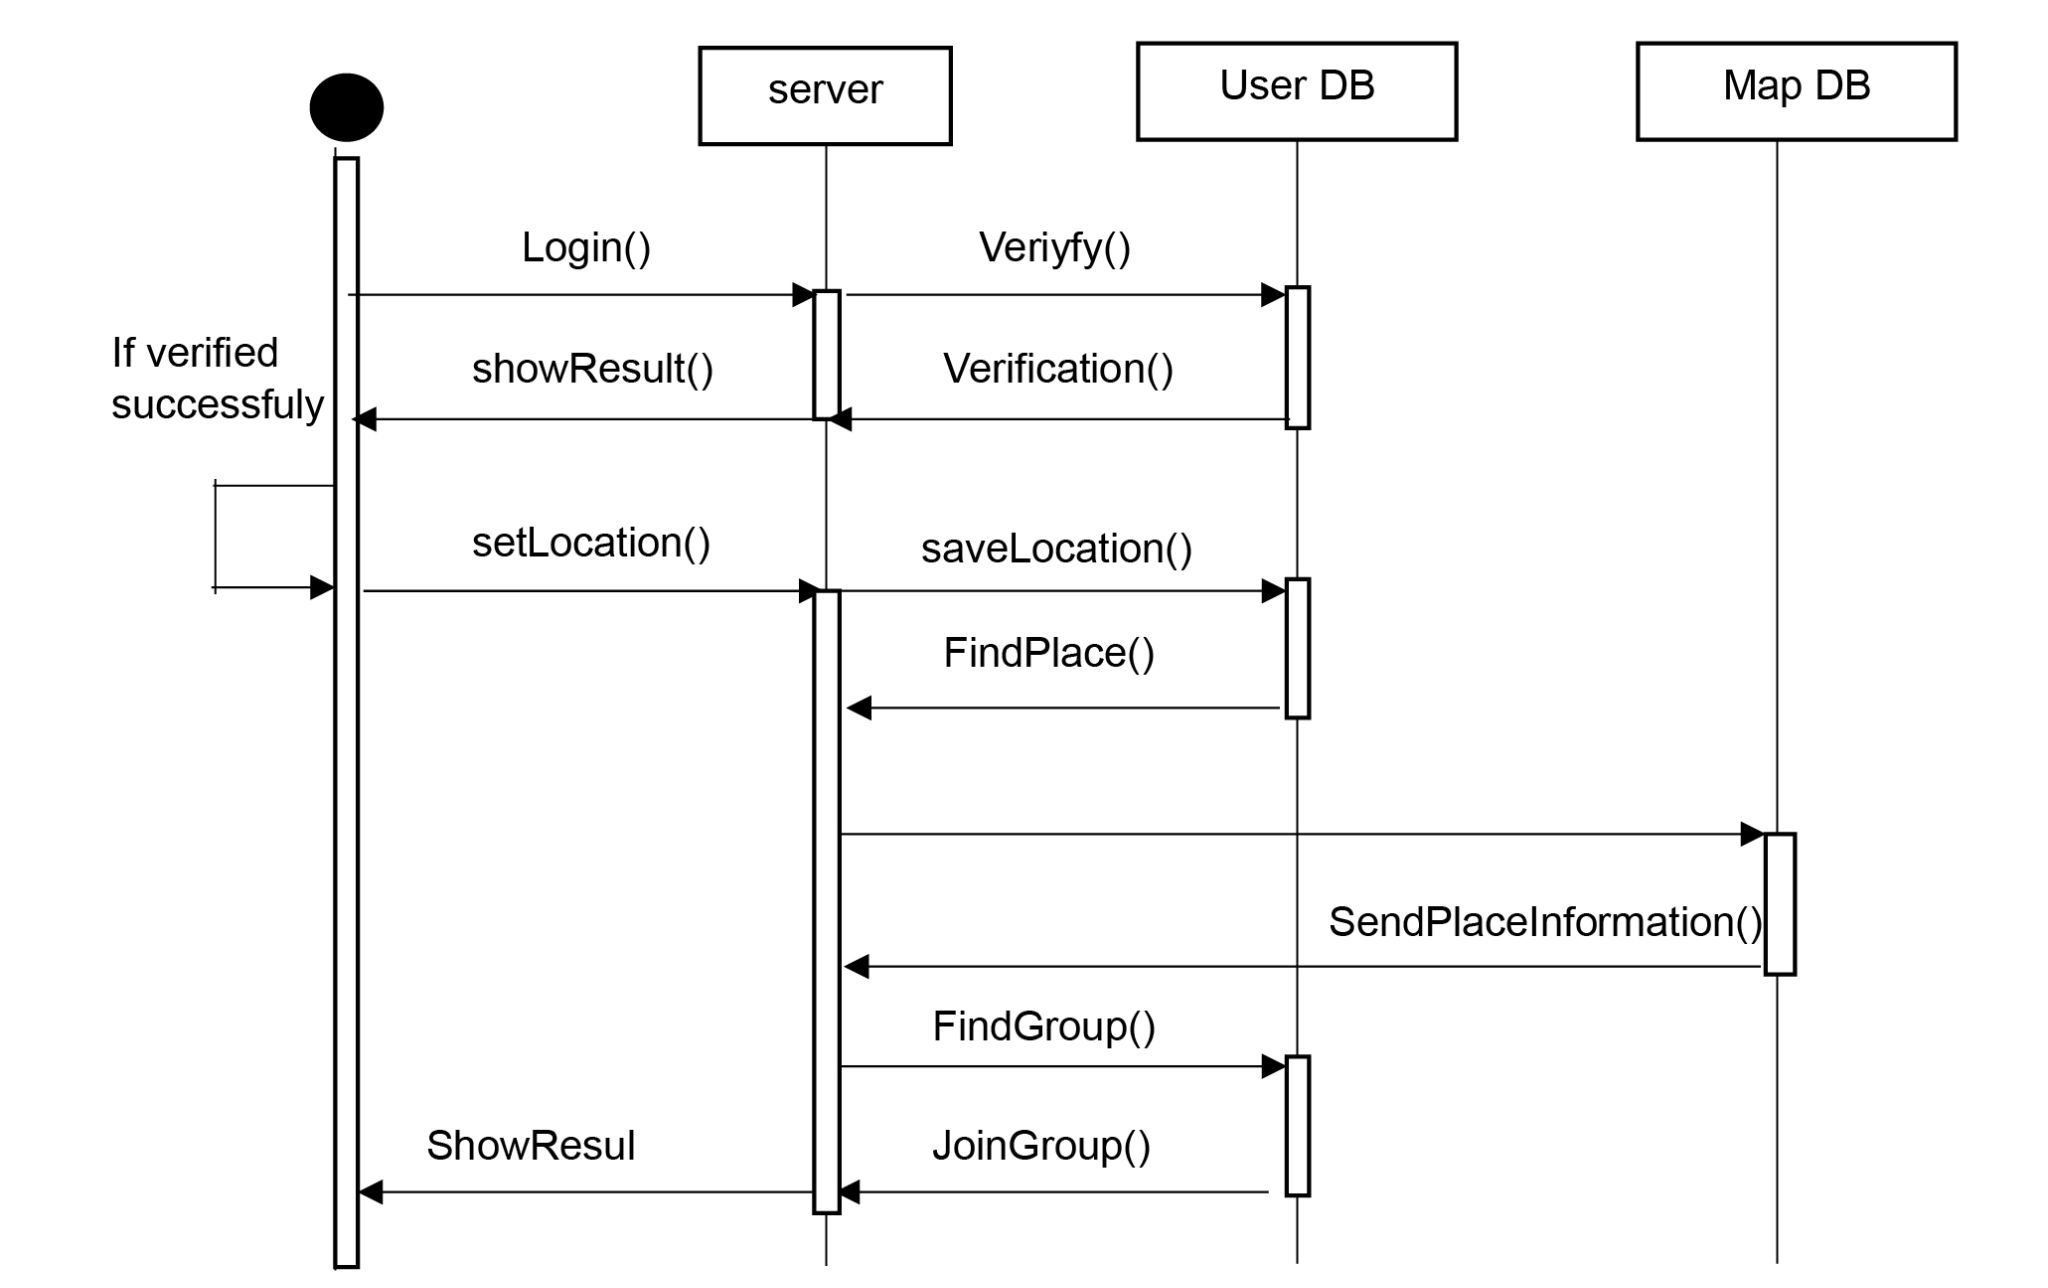 server
User DB
Map DB
Login()
Veriyfy()
If verified
successfuly
showResult()
Verification()
setLocation()
saveLocation()
FindPlace()
SendPlaceInformation()
FindGroup()
ShowResul
JoinGroup()